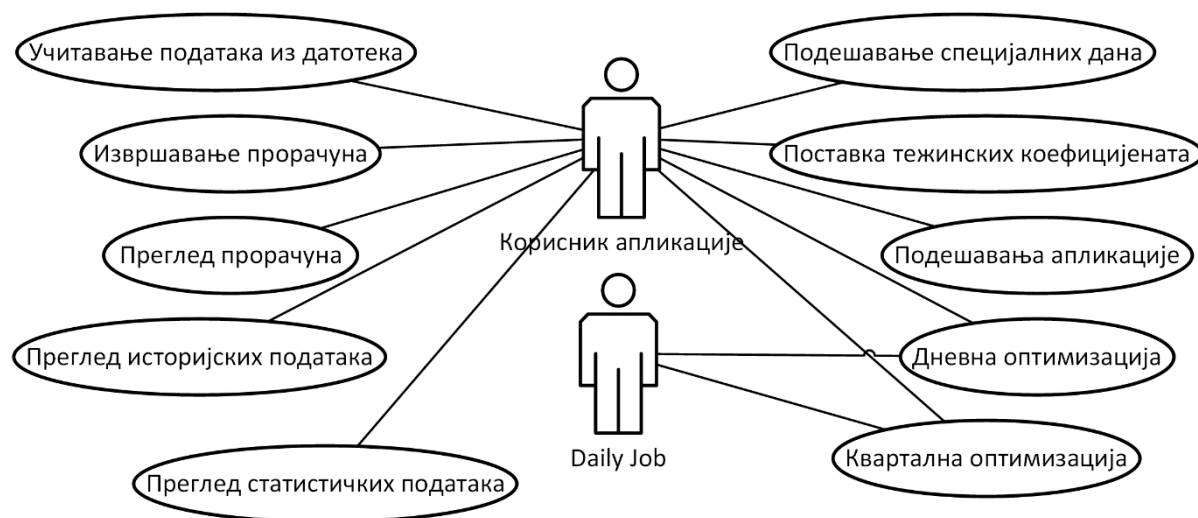 Учитавање података из датотека
Подешавање специјалних дана
Извршавање прорачуна
Поставка тежинских коефицијената
Корисник апликације
Преглед прорачуна
Подешавања апликације
Преглед историјских података
Дневна оптимизација
Daily Job
Квартална оптимизација
Преглед статистичких података